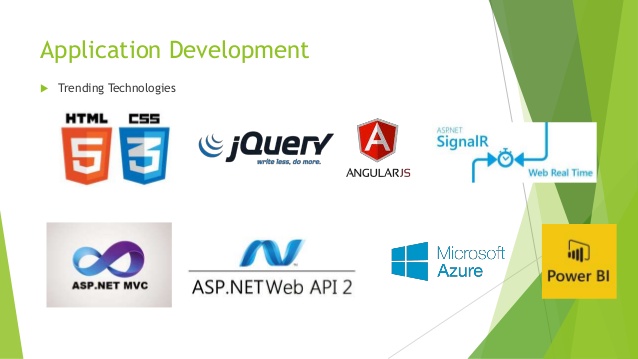 Application Development
Trending Technologies
HTML CSS
5 3
jQuery
write less, do more.
ANGULARJS
ASP.NET
SignalR
Web Real Time
ASP.NET MVC
ASP.NET Web API 2
Microsoft
Azure
Power BI